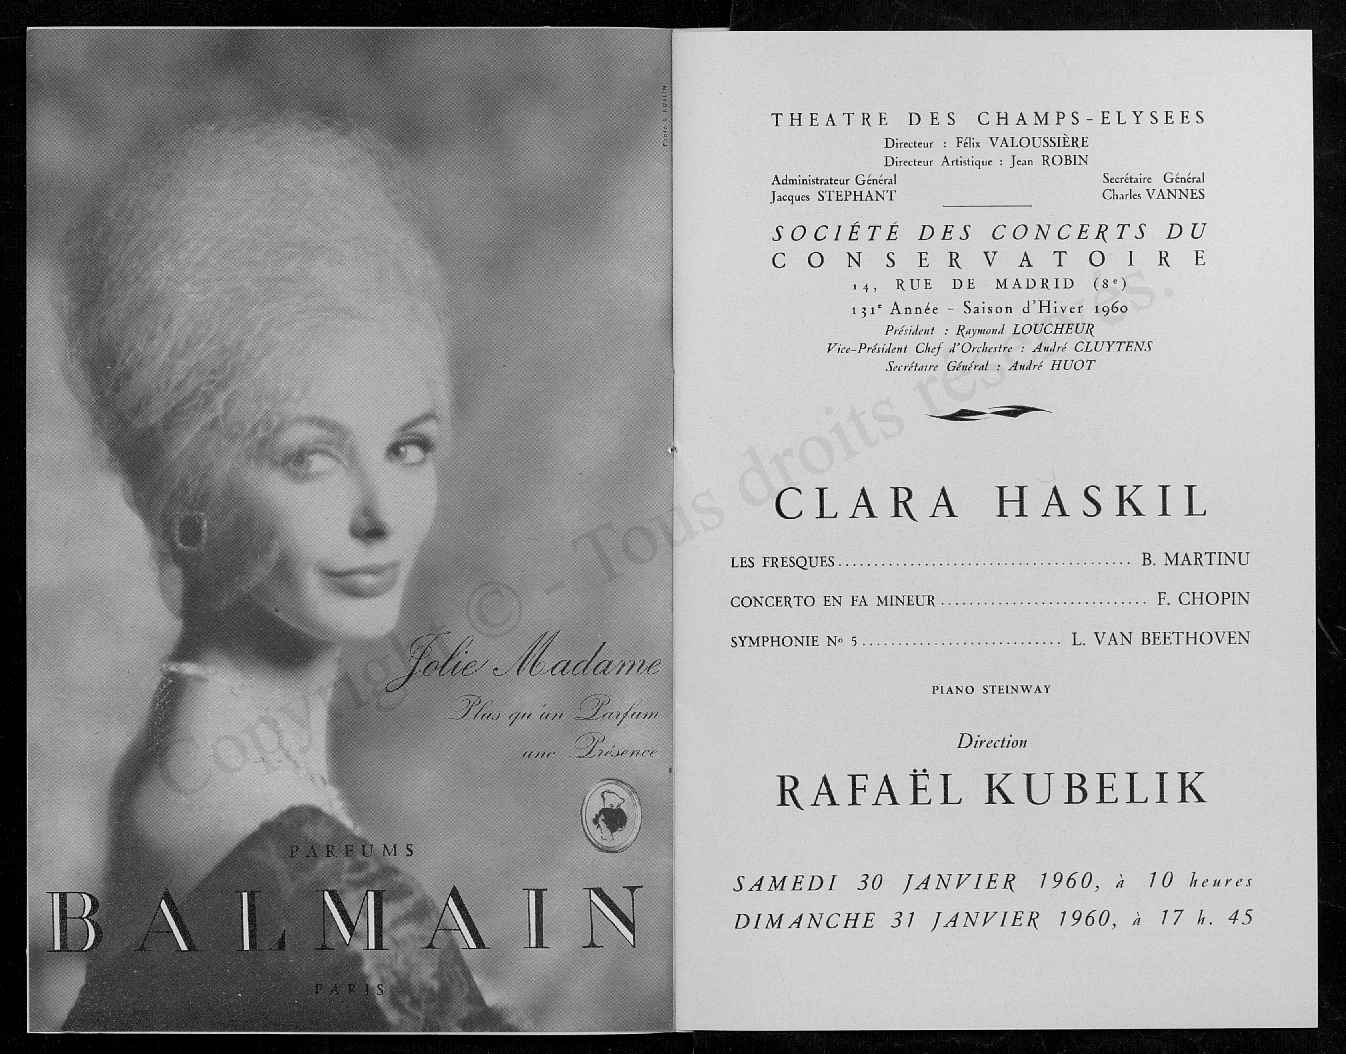 Jolie Madame
Plus qu'un Parfum
une Présence
PARFUMS
BALMAIN
PARIS
THEATRE DES CHAMPS-ELYSEES
Directeur : Félix VALOUSSIÈRE
Directeur Artistique : Jean ROBIN
Administrateur Général
Jacques STEPHANT
Secrétaire Général
Charles VANNES
SOCIÉTÉ DES CONCERTS DU
CONSERVATOIRE
14, RUE DE MADRID (8e)
131e Année - Saison d'Hiver 1960
Président : Raymond LOUCHEUR
Vice-Président Chef d'Orchestre : André CLUYTENS
Secrétaire Général : André HUOT
CLARA HASKIL
LES FRESQUES ........................................ B. MARTINU
CONCERTO EN FA MINEUR ............................ F. CHOPIN
SYMPHONIE No 5 ........................... L. VAN BEETHOVEN
PIANO STEINWAY
Direction
RAFAËL KUBELIK
SAMEDI 30 JANVIER 1960, à 10 heures
DIMANCHE 31 JANVIER 1960, à 17 h. 45
Copyright © - Tous droits réservés.